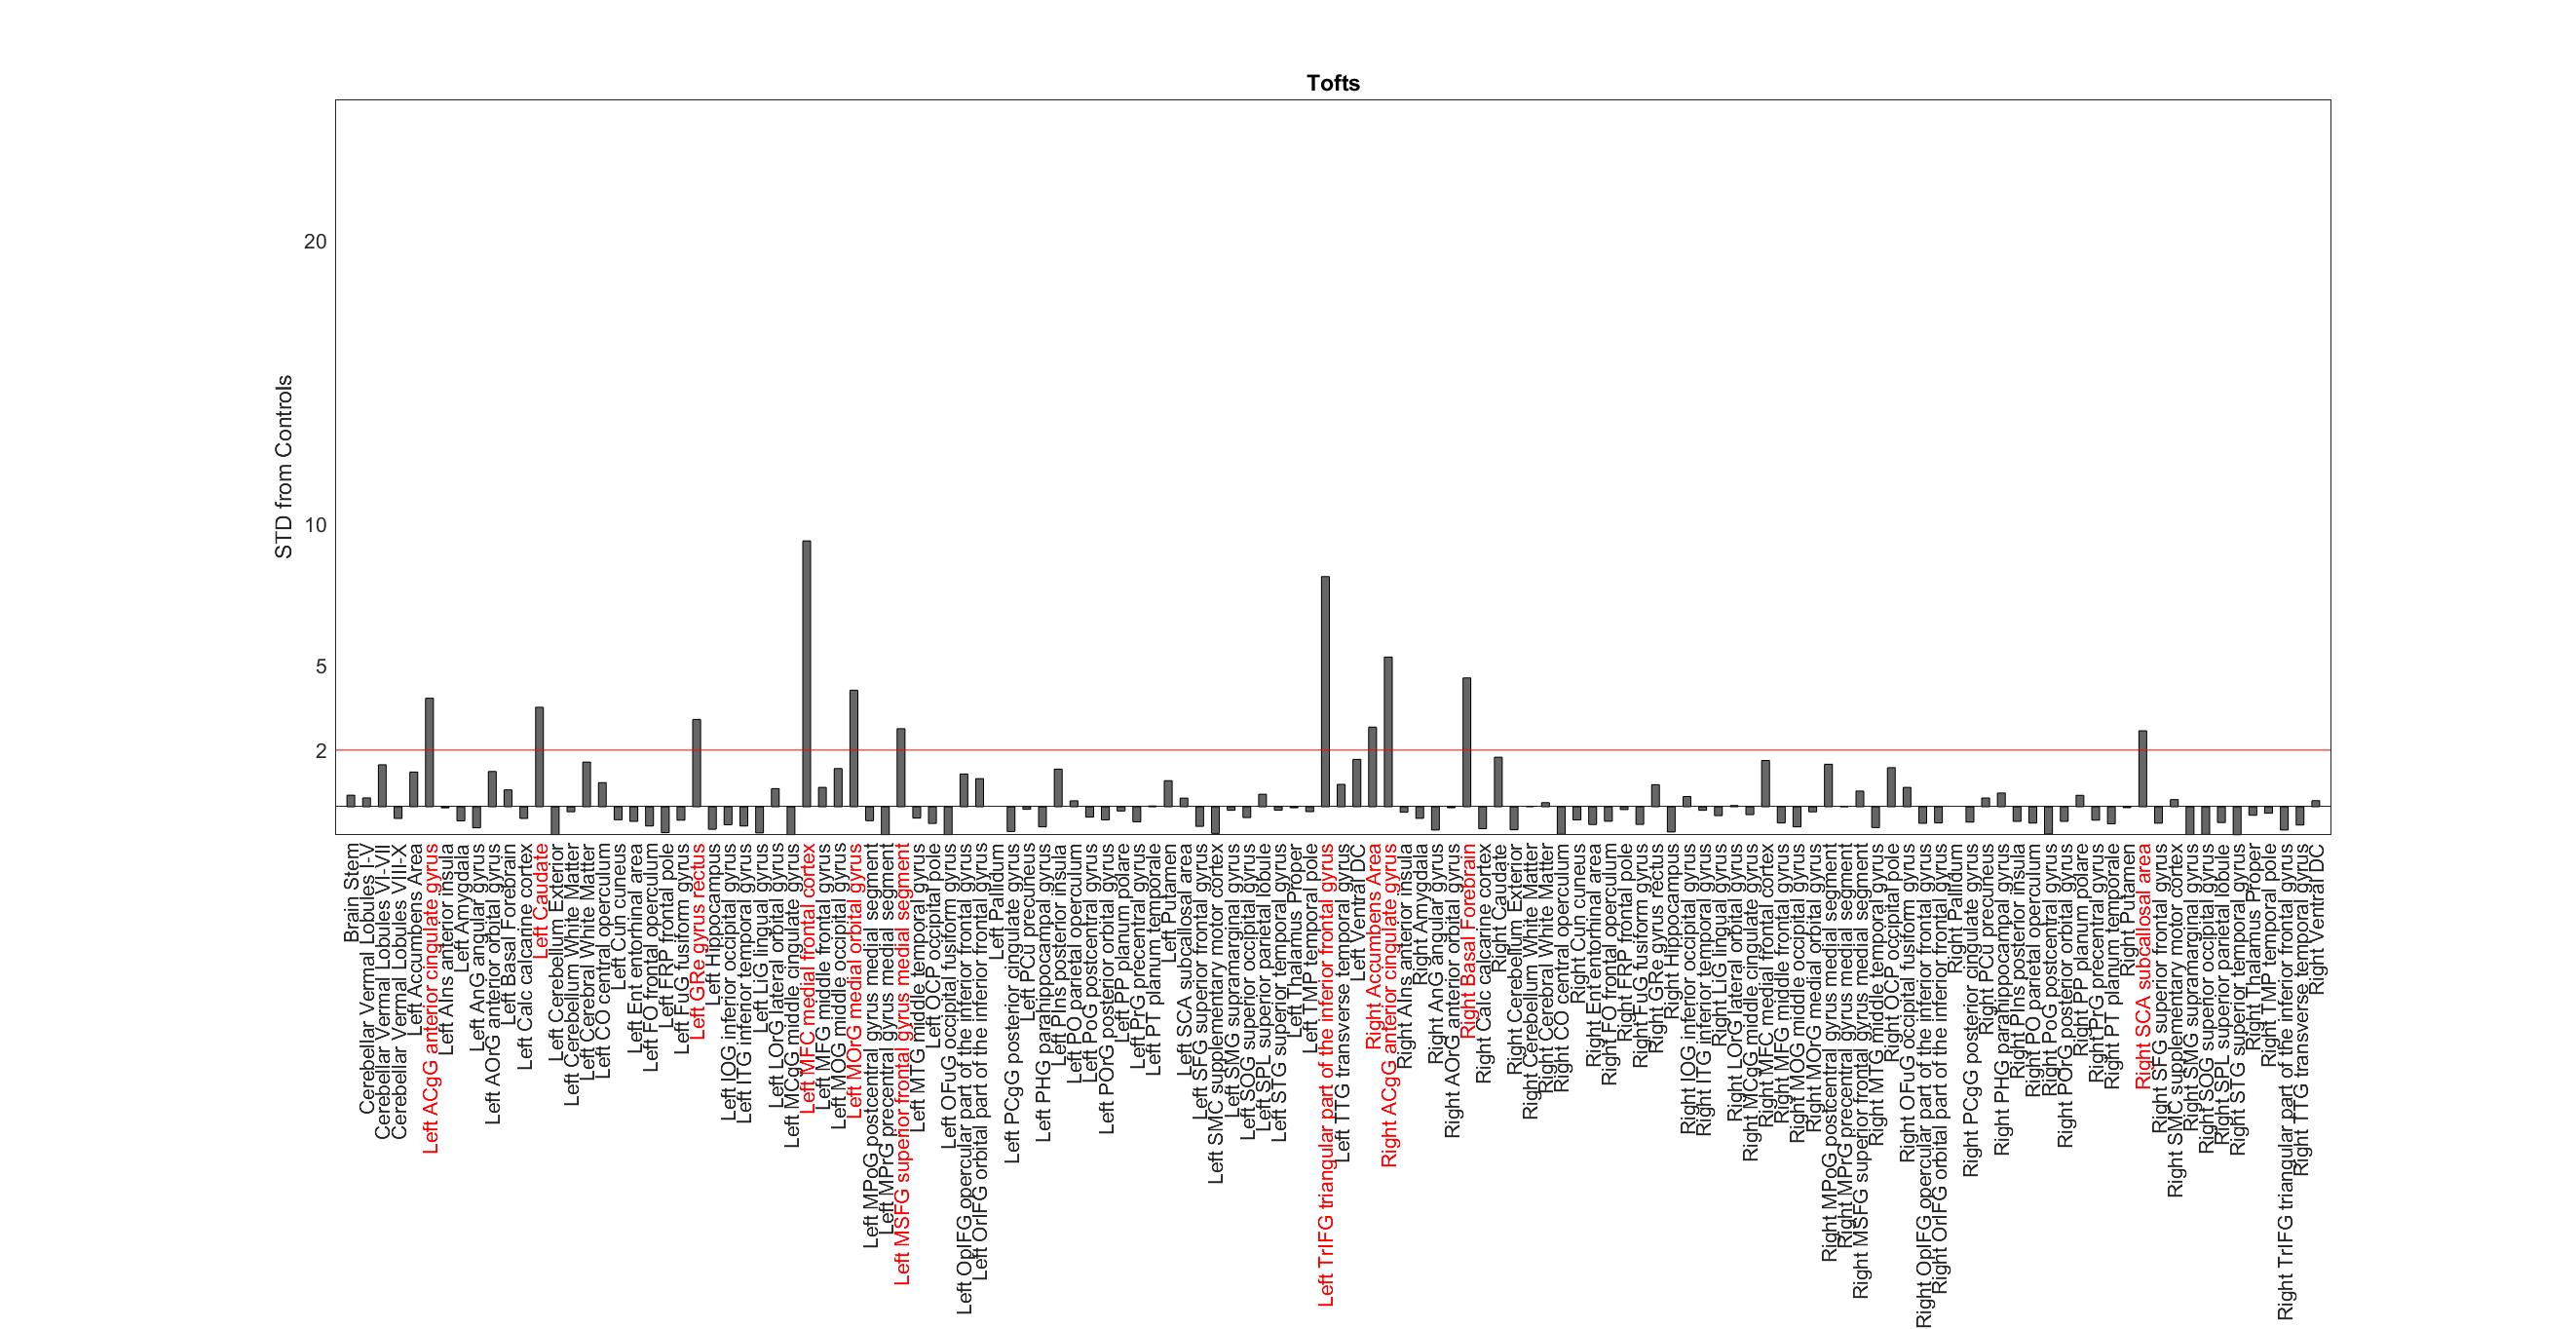 Tofts
STD from Controls
20
10
5
2
Brain Stem
Cerebellar Vermal Lobules I-V
Cerebellar Vermal Lobules VI-VII
Cerebellar Vermal Lobules VIII-X
Left Accumbens Area
Left ACgG anterior cingulate gyrus
Left AIns anterior insula
Left Amygdala
Left AnG angular gyrus
Left AOrG anterior orbital gyrus
Left Basal Forebrain
Left Calc calcarine cortex
Left Caudate
Left Cerebellum Exterior
Left Cerebellum White Matter
Left Cerebral White Matter
Left CO central operculum
Left Cun cuneus
Left Ent entorhinal area
Left FO frontal operculum
Left FRP frontal pole
Left FuG fusiform gyrus
Left GRe gyrus rectus
Left Hippocampus
Left IOG inferior occipital gyrus
Left ITG inferior temporal gyrus
Left LiG lingual gyrus
Left LOrG lateral orbital gyrus
Left MCgG middle cingulate gyrus
Left MFC medial frontal cortex
Left MFG middle frontal gyrus
Left MOG middle occipital gyrus
Left MOrG medial orbital gyrus
Left MPoG postcentral gyrus medial segment
Left MPrG precentral gyrus medial segment
Left MSFG superior frontal gyrus medial segment
Left MTG middle temporal gyrus
Left OCP occipital pole
Left OFuG occipital fusiform gyrus
Left OpIFG opercular part of the inferior frontal gyrus
Left OrIFG orbital part of the inferior frontal gyrus
Left Pallidum
Left PCgG posterior cingulate gyrus
Left PCu precuneus
Left PHG parahippocampal gyrus
Left PIns posterior insula
Left PO parietal operculum
Left PoG postcentral gyrus
Left POrG posterior orbital gyrus
Left PP planum polare
Left PrG precentral gyrus
Left PT planum temporale
Left Putamen
Left SCA subcallosal area
Left SFG superior frontal gyrus
Left SMC supplementary motor cortex
Left SMG supramarginal gyrus
Left SOG superior occipital gyrus
Left SPL superior parietal lobule
Left STG superior temporal gyrus
Left Thalamus Proper
Left TMP temporal pole
Left TrIFG triangular part of the inferior frontal gyrus
Left TTG transverse temporal gyrus
Left Ventral DC
Right Accumbens Area
Right ACgG anterior cingulate gyrus
Right AIns anterior insula
Right Amygdala
Right AnG angular gyrus
Right AOrG anterior orbital gyrus
Right Basal Forebrain
Right Calc calcarine cortex
Right Caudate
Right Cerebellum Exterior
Right Cerebellum White Matter
Right Cerebral White Matter
Right CO central operculum
Right Cun cuneus
Right Ent entorhinal area
Right FO frontal operculum
Right FRP frontal pole
Right FuG fusiform gyrus
Right GRe gyrus rectus
Right Hippocampus
Right IOG inferior occipital gyrus
Right ITG inferior temporal gyrus
Right LiG lingual gyrus
Right LOrG lateral orbital gyrus
Right MCgG middle cingulate gyrus
Right MFC medial frontal cortex
Right MFG middle frontal gyrus
Right MOG middle occipital gyrus
Right MOrG medial orbital gyrus
Right MPoG postcentral gyrus medial segment
Right MPrG precentral gyrus medial segment
Right MSFG superior frontal gyrus medial segment
Right MTG middle temporal gyrus
Right OCP occipital pole
Right OFuG occipital fusiform gyrus
Right OpIFG opercular part of the inferior frontal gyrus
Right OrIFG orbital part of the inferior frontal gyrus
Right Pallidum
Right PCgG posterior cingulate gyrus
Right PCu precuneus
Right PHG parahippocampal gyrus
Right PIns posterior insula
Right PO parietal operculum
Right PoG postcentral gyrus
Right POrG posterior orbital gyrus
Right PP planum polare
Right PrG precentral gyrus
Right PT planum temporale
Right Putamen
Right SCA subcallosal area
Right SFG superior frontal gyrus
Right SMC supplementary motor cortex
Right SMG supramarginal gyrus
Right SOG superior occipital gyrus
Right SPL superior parietal lobule
Right STG superior temporal gyrus
Right Thalamus Proper
Right TMP temporal pole
Right TrIFG triangular part of the inferior frontal gyrus
Right TTG transverse temporal gyrus
Right Ventral DC